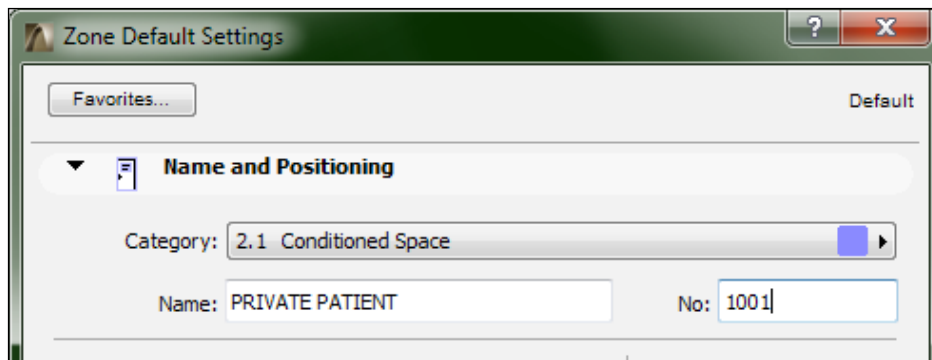 Zone Default Settings
?
X
Favorites...
Default
Name and Positioning
Category: 2.1 Conditioned Space
Name: PRIVATE PATIENT No: 1001